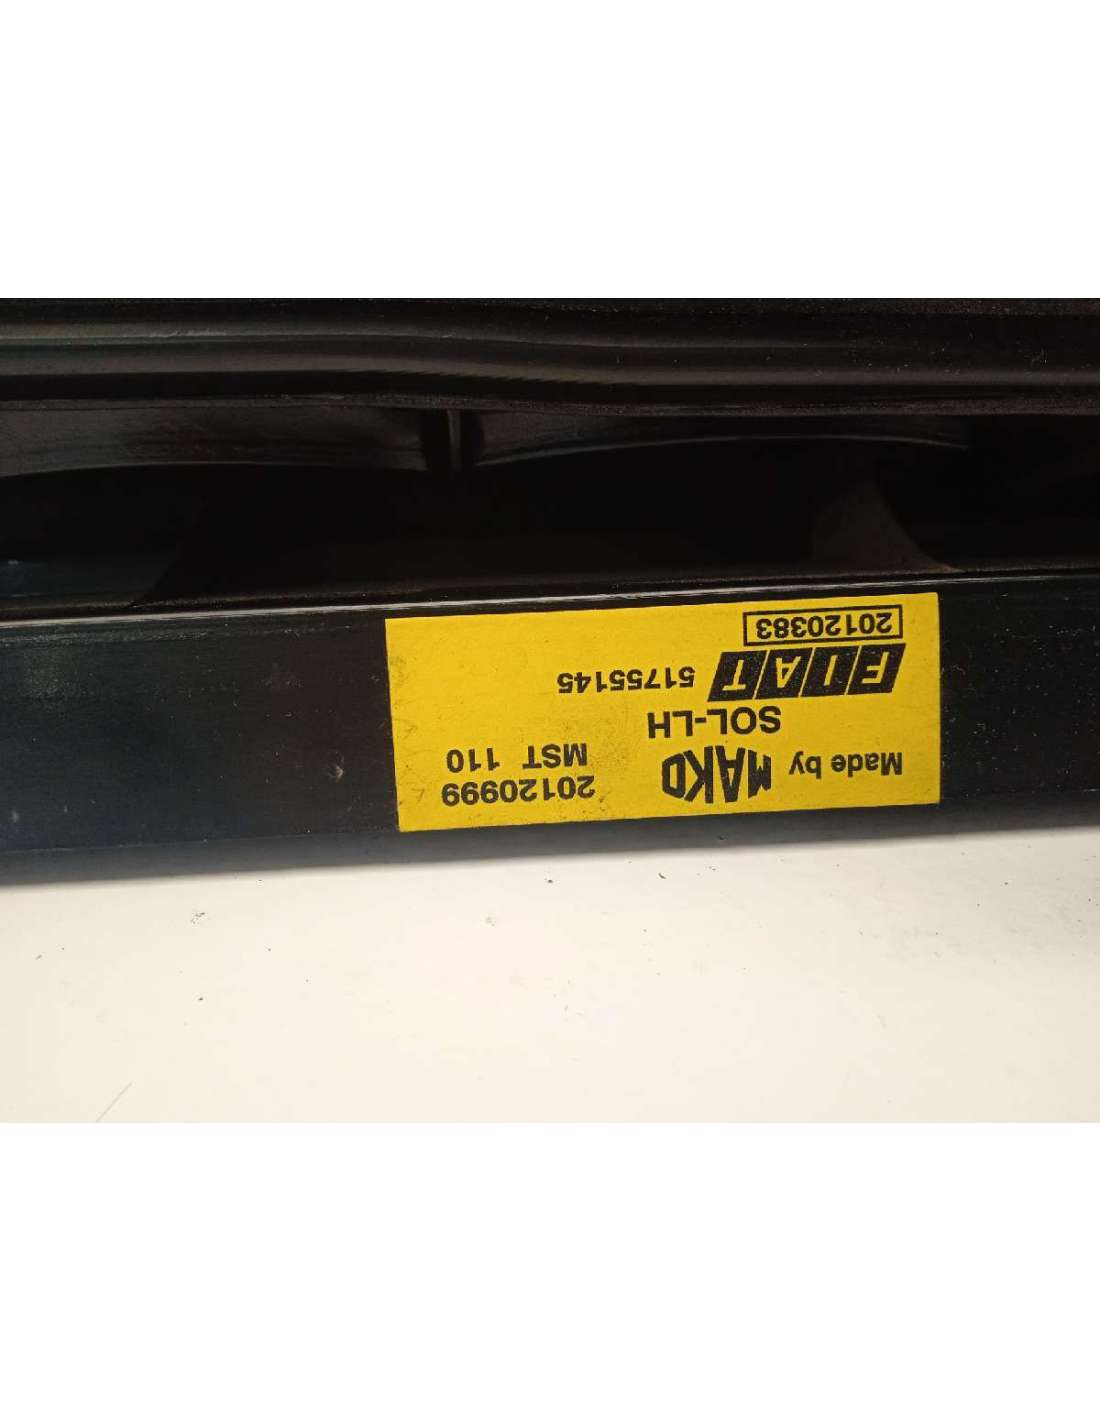 Made by MAKO 20120999
MST 110
SOL-LH
FIAT 51755145
20120383